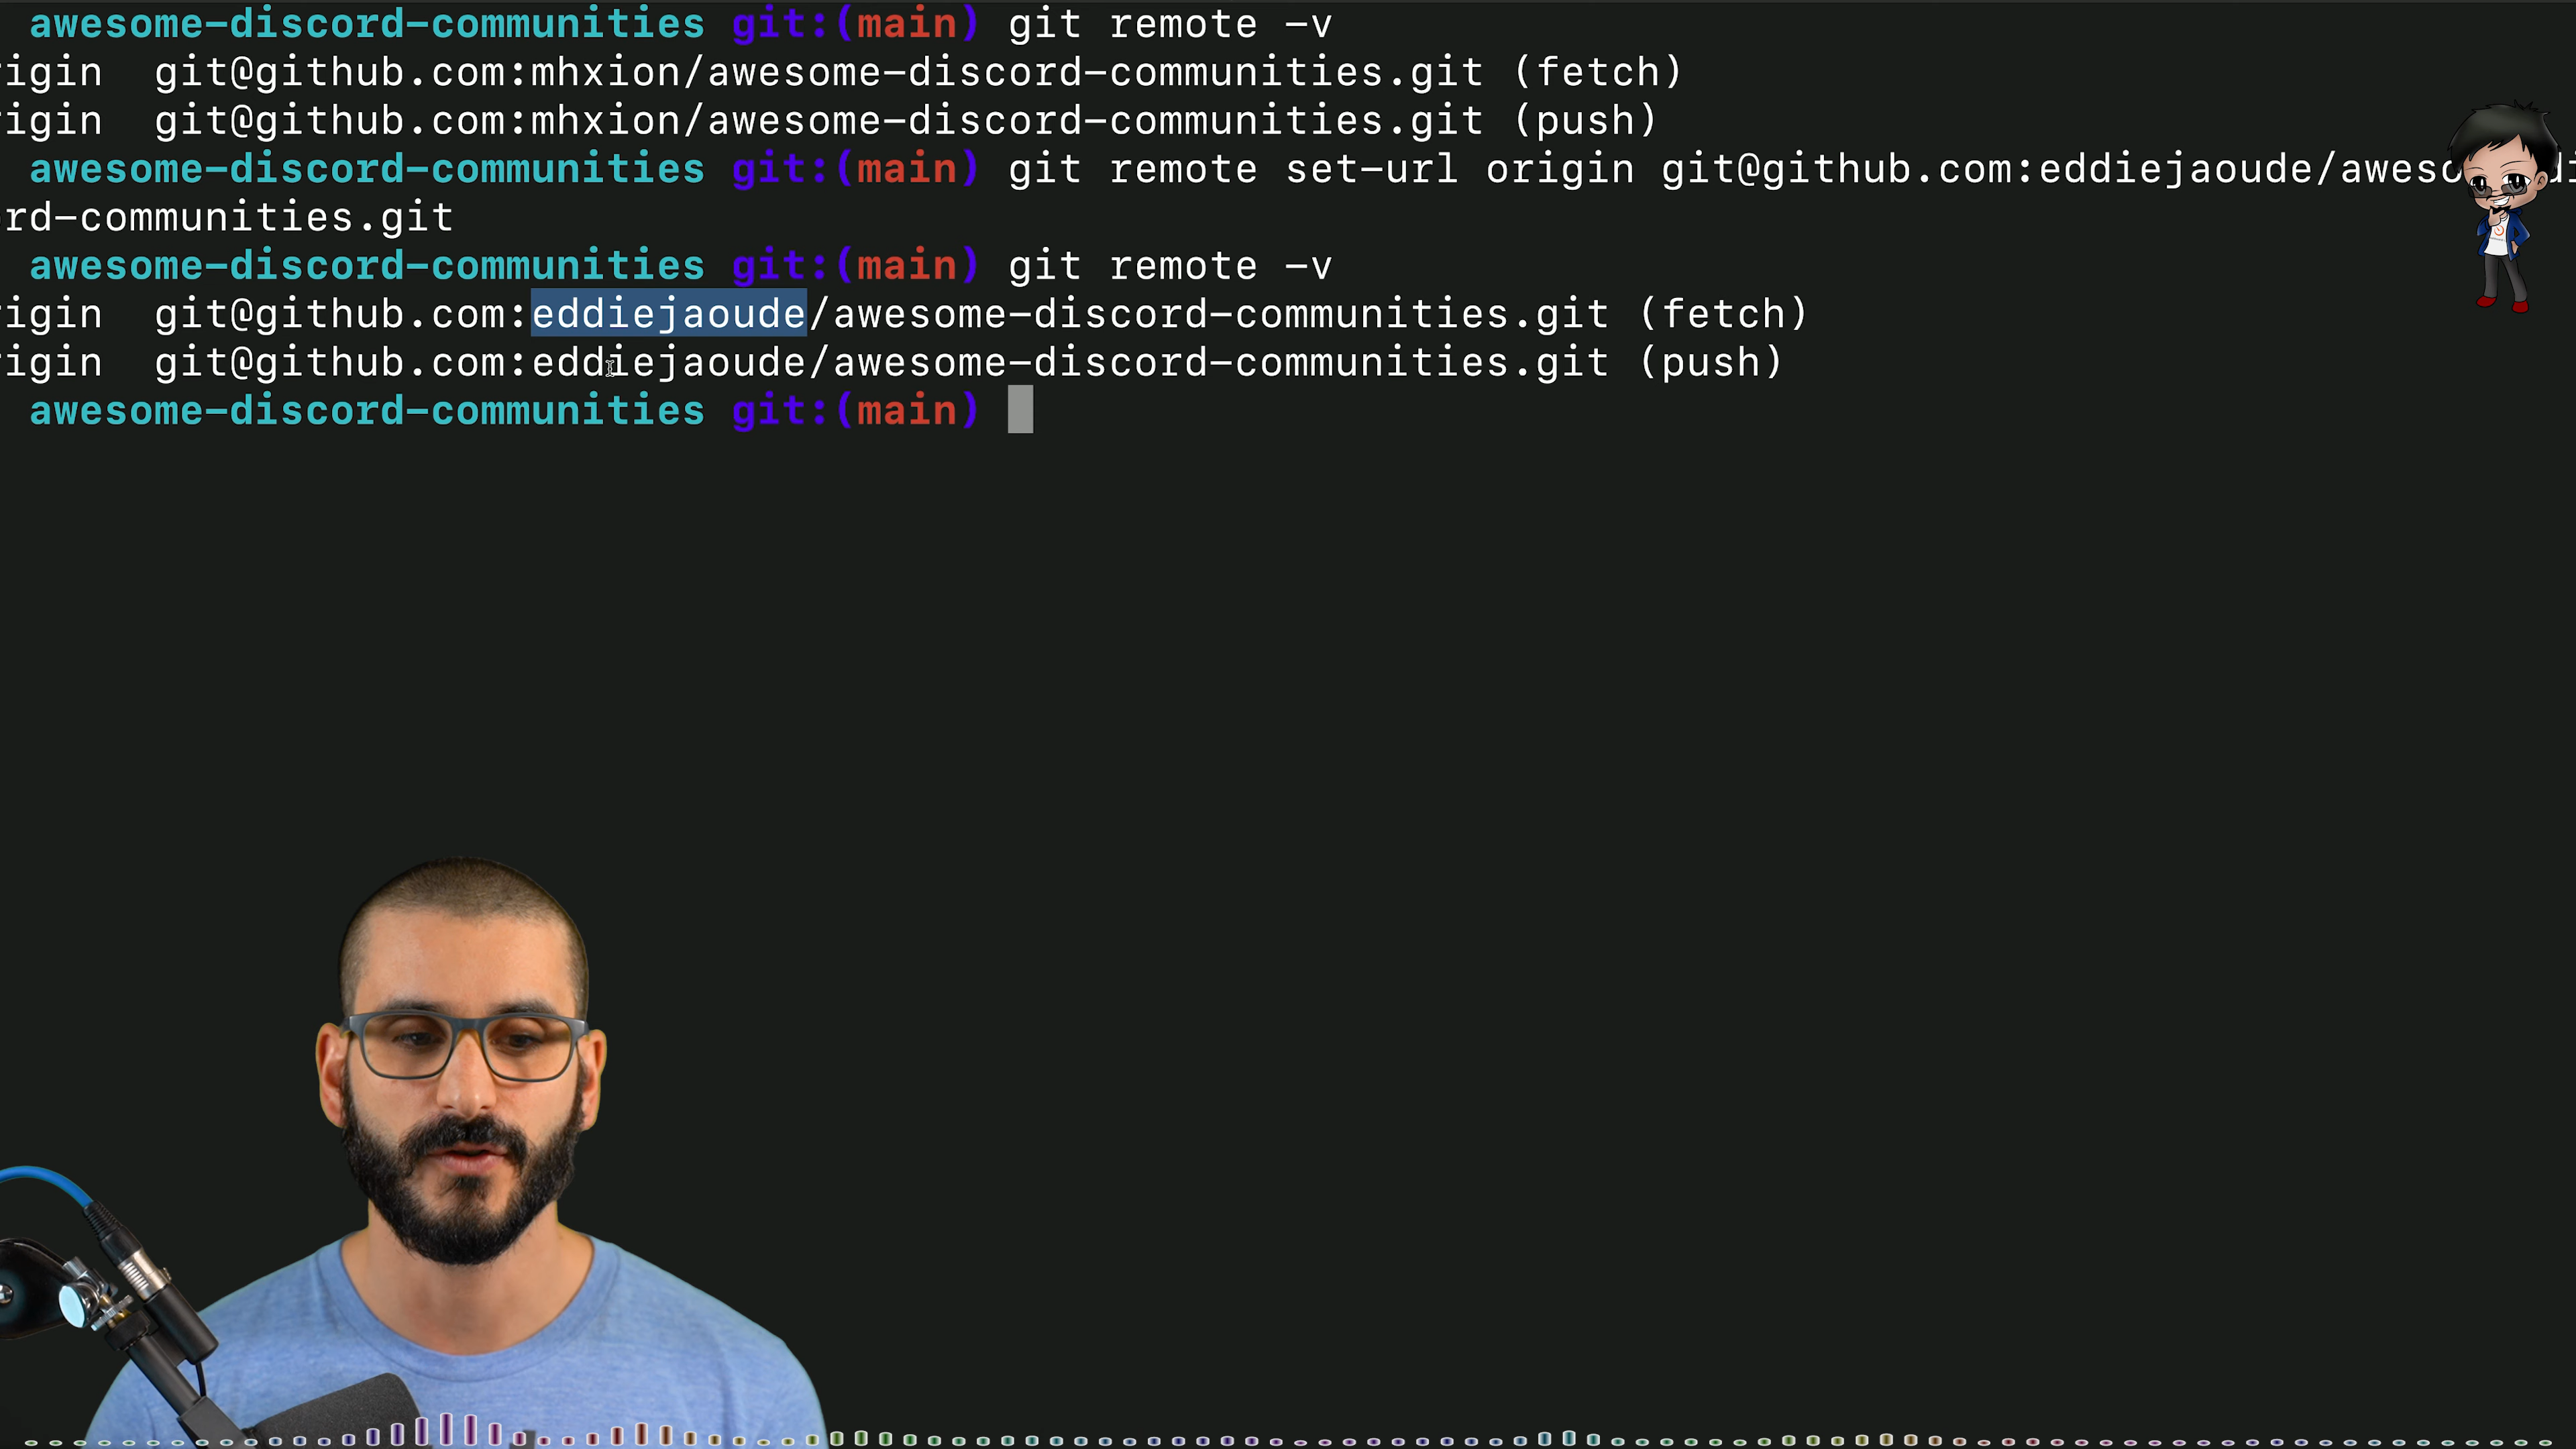 awesome-discord-communities git:(main) git remote -v
igin git@github.com:mhxion/awesome-discord-communities.git (fetch)
igin git@github.com:mhxion/awesome-discord-communities.git (push)
awesome-discord-communities git:(main) git remote set-url origin git@github.com:eddiejaoude/aweso
rd-communities.git
awesome-discord-communities git:(main) git remote -v
igin git@github.com:eddiejaoude/awesome-discord-communities.git (fetch)
igin git@github.com:eddiejaoude/awesome-discord-communities.git (push)
awesome-discord-communities git:(main)